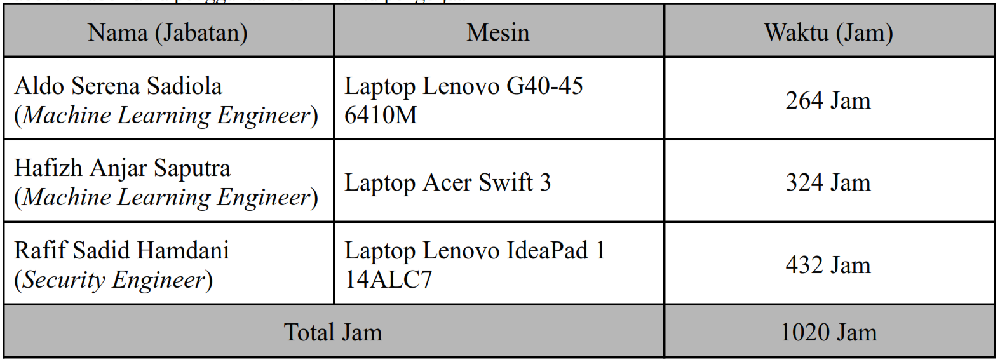 Nama (Jabatan) Mesin Waktu (Jam)
Aldo Serena Sadiola
(Machine Learning Engineer)
Laptop Lenovo G40-45
6410M
264 Jam
Hafizh Anjar Saputra
(Machine Learning Engineer)
Laptop Acer Swift 3
324 Jam
Rafif Sadid Hamdani
(Security Engineer)
Laptop Lenovo IdeaPad 1
14ALC7
432 Jam
Total Jam 1020 Jam